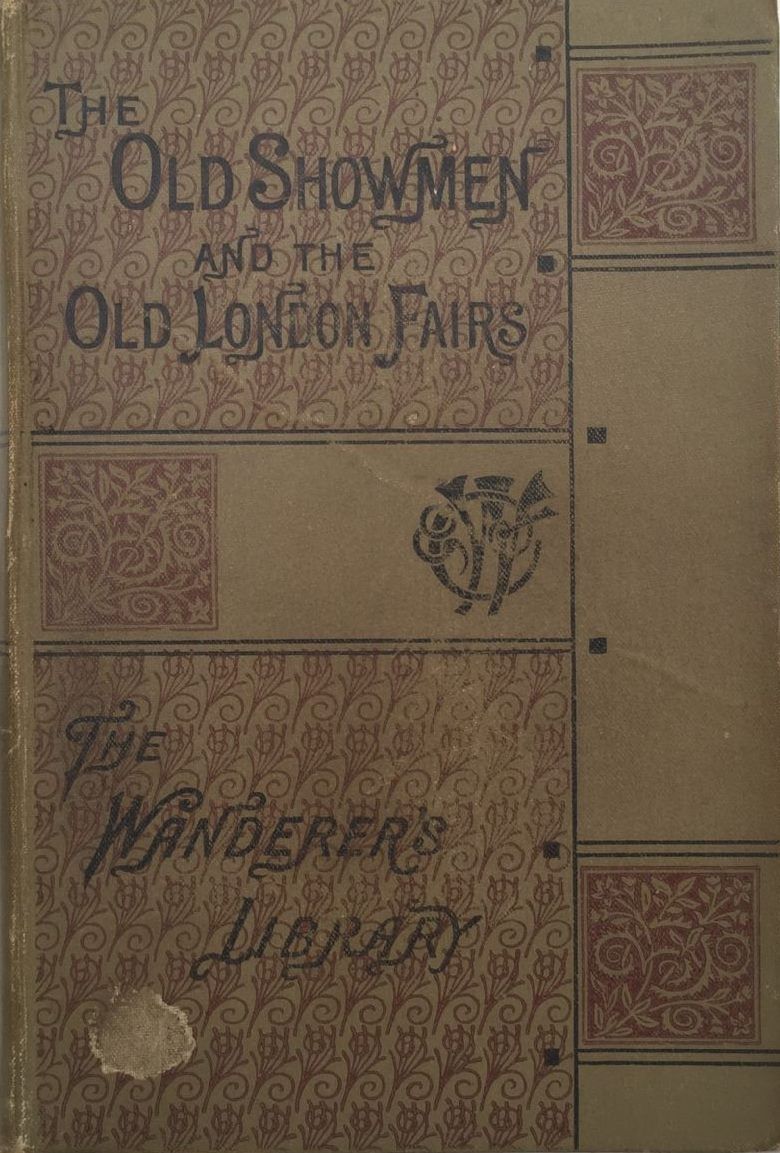 THE
OLD SHOWMEN
AND THE
OLD LONDON FAIRS
THE
WANDERER'S
LIBRARY